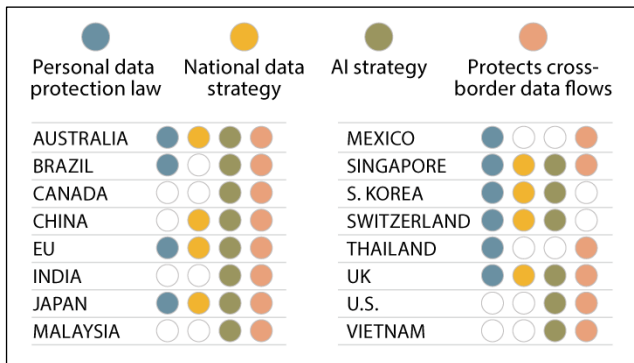 Personal data
protection law
National data
strategy
AI strategy
Protects cross-
border data flows
AUSTRALIA
BRAZIL
CANADA
CHINA
EU
INDIA
JAPAN
MALAYSIA
MEXICO
SINGAPORE
S. KOREA
SWITZERLAND
THAILAND
UK
U.S.
VIETNAM